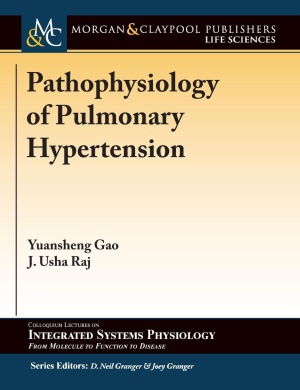 M&C
MORGAN & CLAYPOOL PUBLISHERS
LIFE SCIENCES
Pathophysiology
of Pulmonary
Hypertension
Yuansheng Gao
J. Usha Raj
COLLOQUIUM LECTURES ON
INTEGRATED SYSTEMS PHYSIOLOGY
FROM MOLECULE TO FUNCTION TO DISEASE
Series Editors: D. Neil Granger & Joey Granger